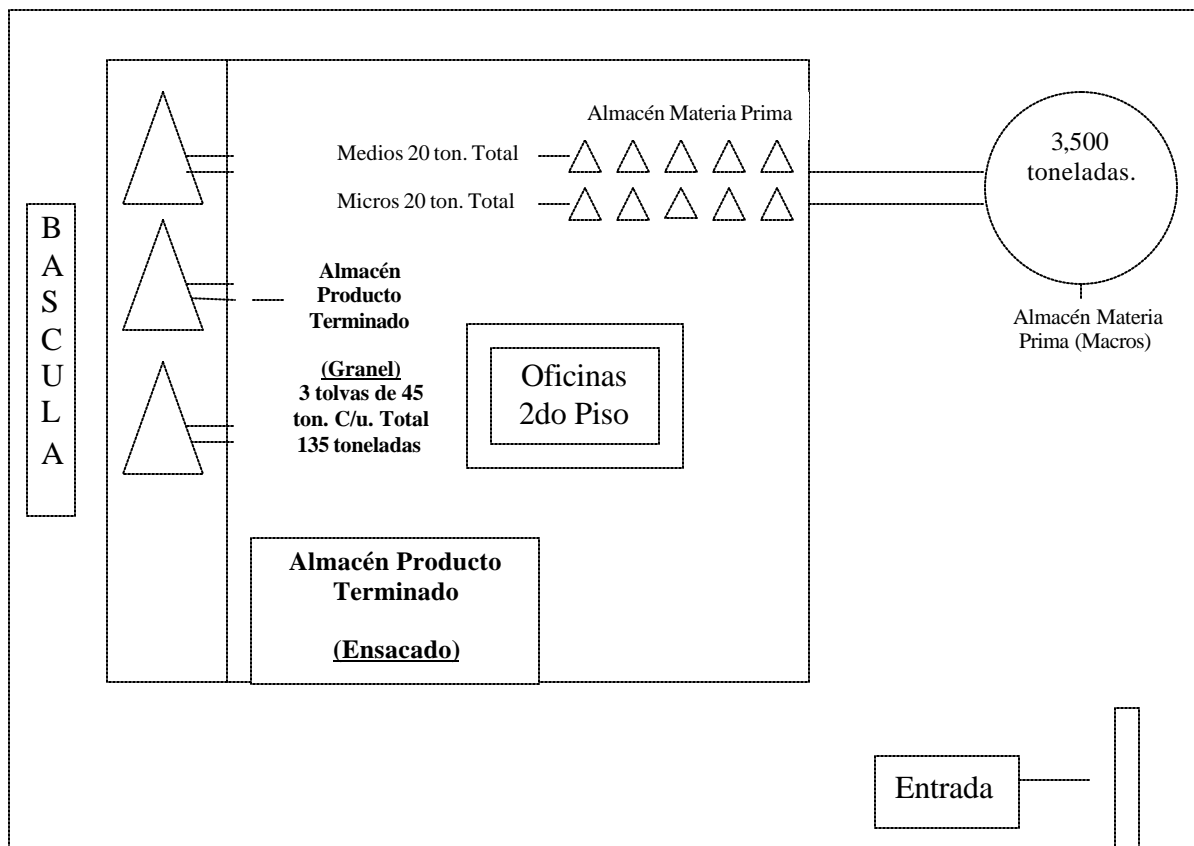 Almacén Materia Prima
Medios 20 ton. Total
Micros 20 ton. Total
3,500
toneladas.
Almacén Materia
Prima (Macros)
B
A
S
C
U
L
A
Almacén
Producto
Terminado
(Granel)
3 tolvas de 45
ton. C/u. Total
135 toneladas
Oficinas
2do Piso
Almacén Producto
Terminado
(Ensacado)
Entrada